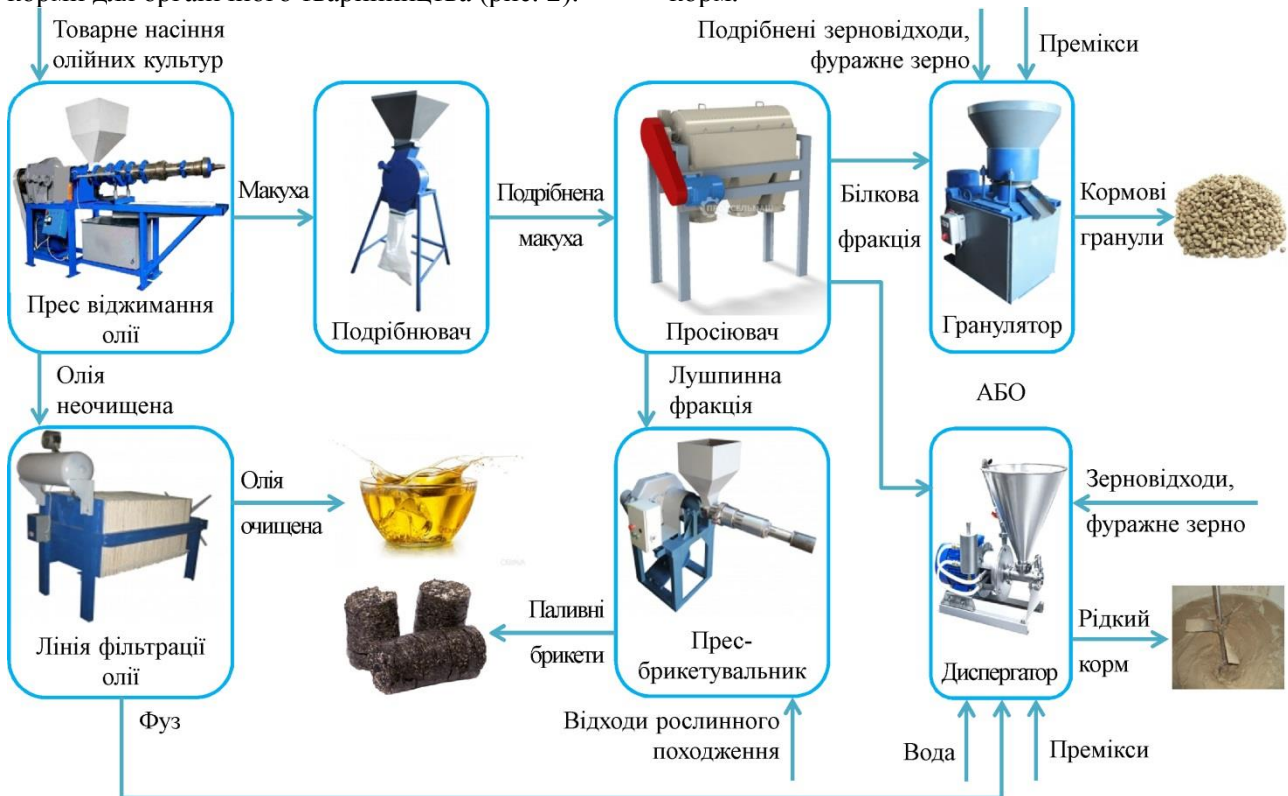 Товарне насіння
олійних культур
Подрібнені зерновідходи,
фуражне зерно
Премікси
Прес віджимання
олії
Макуха
Подрібнювач
Подрібнена
макуха
Просіювач
Білкова
фракція
Гранулятор
Кормові
гранули
Олія
неочищена
Лушпинна
фракція
АБО
Лінія фільтрації
олії
Олія
очищена
Паливні
брикети
Прес-
брикетувальник
Диспергатор
Зерновідходи,
фуражне зерно
Рідкий
корм
Фуз
Відходи рослинного
походження
Вода
Премікси